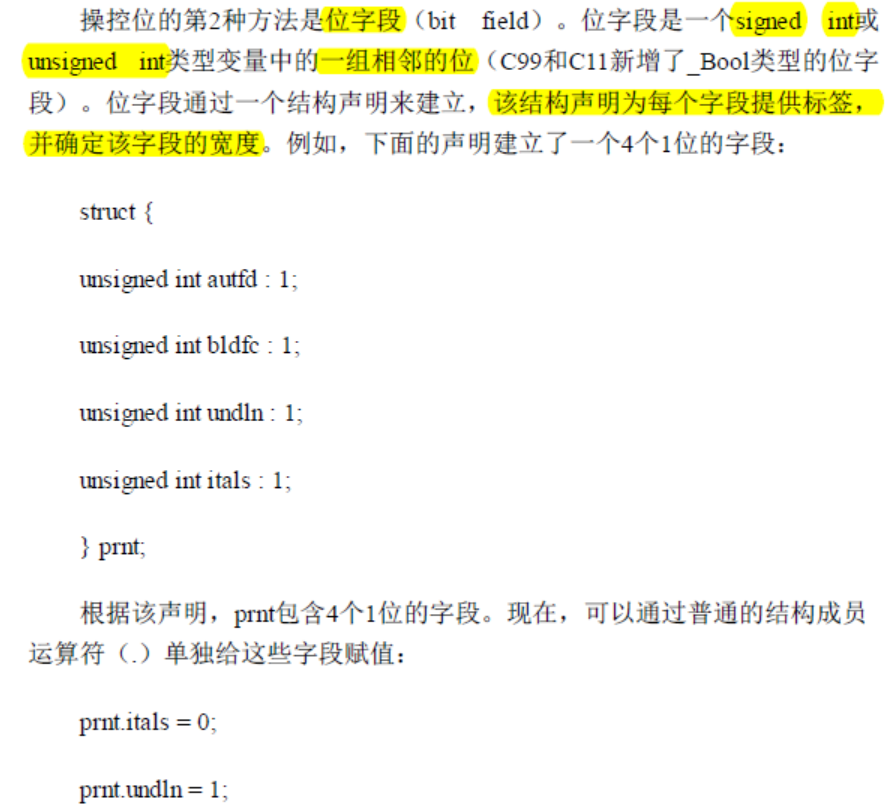 操控位的第2种方法是位字段（bit field）。位字段是一个signed int或
unsigned int类型变量中的一组相邻的位（C99和C11新增了_Bool类型的位字
段）。位字段通过一个结构声明来建立，该结构声明为每个字段提供标签，
并确定该字段的宽度。例如，下面的声明建立了一个4个1位的字段：
struct {
unsigned int autfd : 1;
unsigned int bldfc : 1;
unsigned int undln : 1;
unsigned int itals : 1;
} prnt;
根据该声明，prnt包含4个1位的字段。现在，可以通过普通的结构成员
运算符（.）单独给这些字段赋值：
prnt.itals = 0;
prnt.undln = 1;